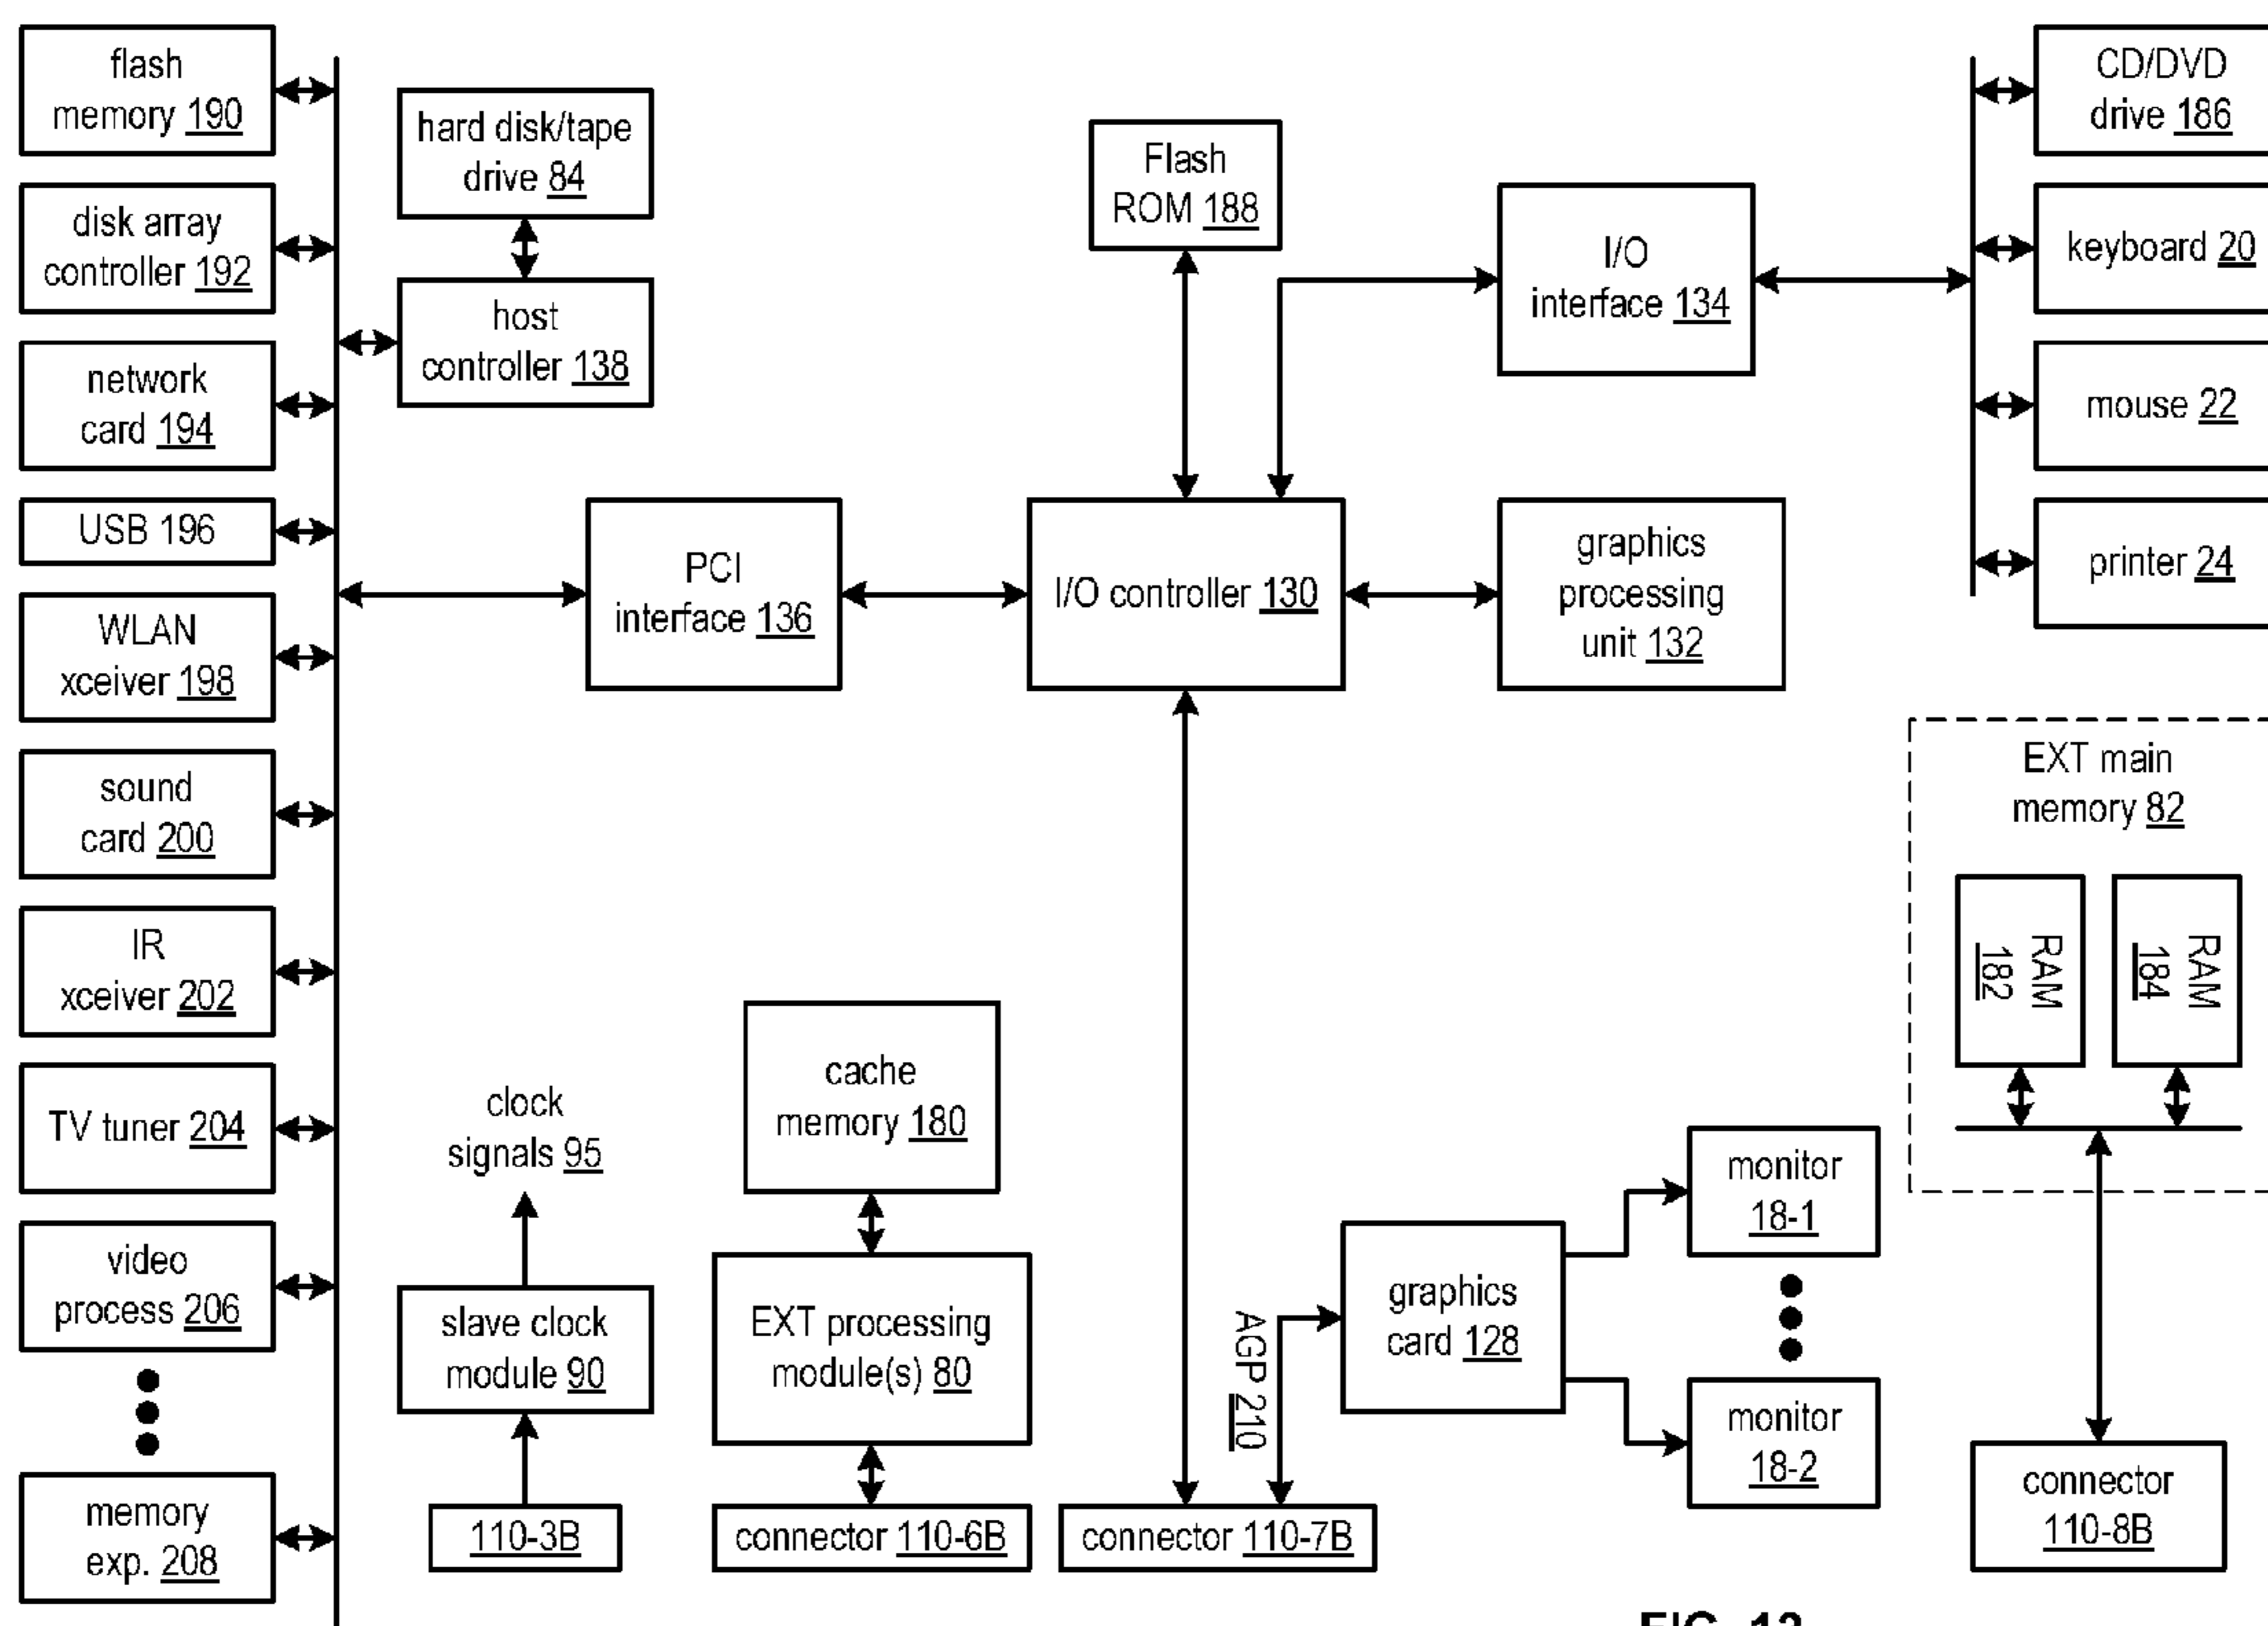 flash
memory 190
disk array
controller 192
network
card 194
USB 196
WLAN
xceiver 198
sound
card 200
IR
xceiver 202
TV tuner 204
video
process 206
memory
exp. 208
hard disk/tape
drive 84
host
controller 138
PCI
interface 136
clock
signals 95
slave clock
module 90
110-3B
cache
memory 180
EXT processing
module(s) 80
connector 110-6B
Flash
ROM 188
I/O controller 130
connector 110-7B
AGP 210
I/O
interface 134
graphics
processing
unit 132
graphics
card 128
monitor
18-1
monitor
18-2
CD/DVD
drive 186
keyboard 20
mouse 22
printer 24
EXT main
memory 82
RAM
182
RAM
184
connector
110-8B